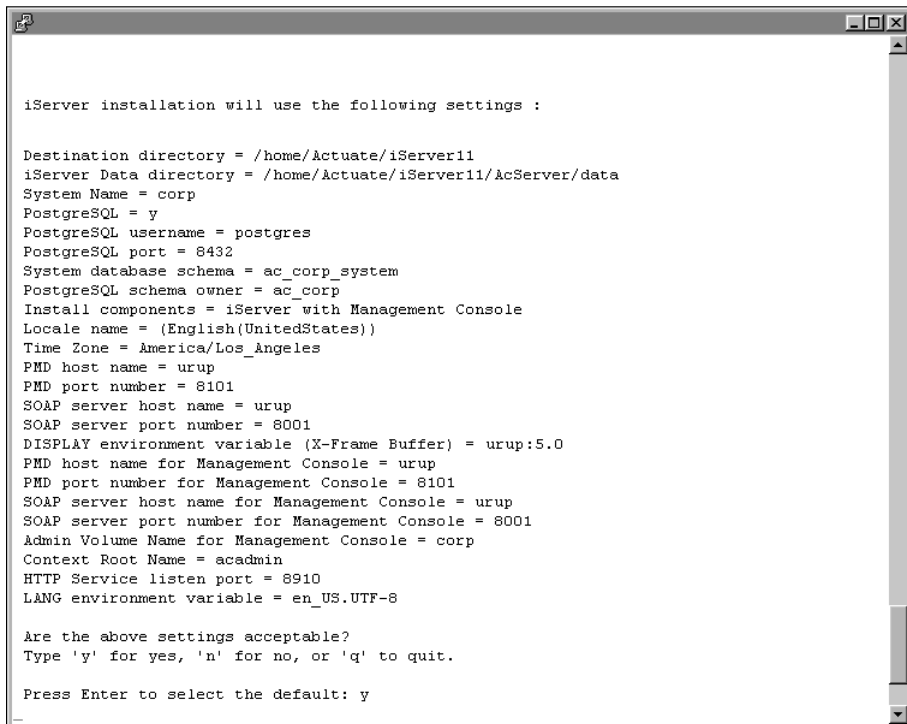 iServer installation will use the following settings :
Destination directory = /home/Actuate/iServer11
iServer Data directory = /home/Actuate/iServer11/AcServer/data
System Name = corp
PostgreSQL = y
PostgreSQL username = postgres
PostgreSQL port = 8432
System database schema = ac_corp_system
PostgreSQL schema owner = ac_corp
Install components = iServer with Management Console
Locale name = (English(UnitedStates))
Time Zone = America/Los_Angeles
PMD host name = urup
PMD port number = 8101
SOAP server host name = urup
SOAP server port number = 8001
DISPLAY environment variable (X-Frame Buffer) = urup:5.0
PMD host name for Management Console = urup
PMD port number for Management Console = 8101
SOAP server host name for Management Console = urup
SOAP server port number for Management Console = 8001
Admin Volume Name for Management Console = corp
Context Root Name = acadmin
HTTP Service listen port = 8910
LANG environment variable = en_US.UTF-8
Are the above settings acceptable?
Type 'y' for yes, 'n' for no, or 'q' to quit.
Press Enter to select the default: y